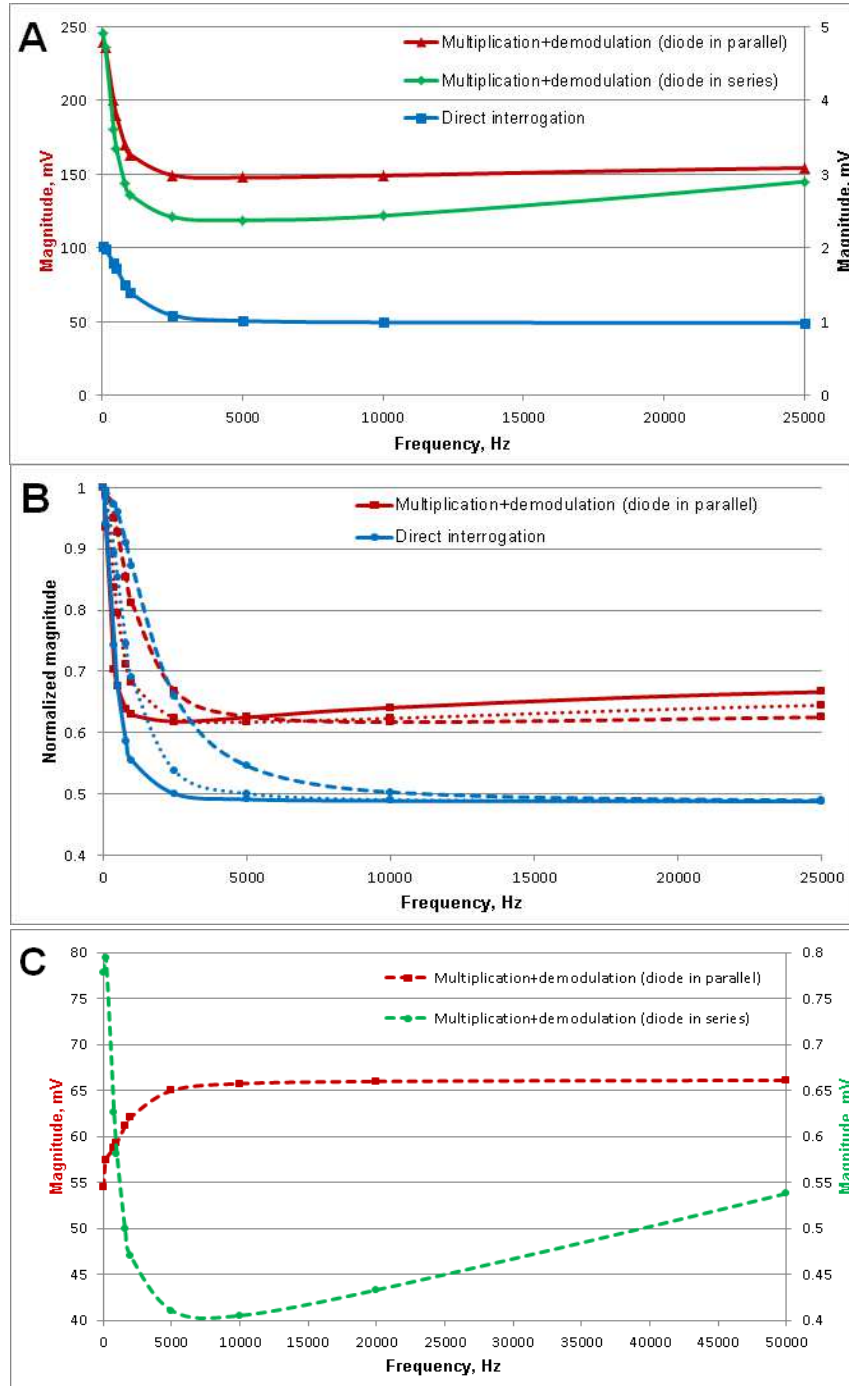 A
250
200
150
100
50
0
Magnitude, mV
Multiplication+demodulation (diode in parallel)
Multiplication+demodulation (diode in series)
Direct interrogation
5
4
3
2
1
0
Magnitude, mV
0 5000 10000 15000 20000 25000
Frequency, Hz
B
1
0.9
0.8
0.7
0.6
0.5
0.4
Normalized magnitude
Multiplication+demodulation (diode in parallel)
Direct interrogation
0 5000 10000 15000 20000 25000
Frequency, Hz
C
80
75
70
65
60
55
50
45
40
Magnitude, mV
Multiplication+demodulation (diode in parallel)
Multiplication+demodulation (diode in series)
0.8
0.75
0.7
0.65
0.6
0.55
0.5
0.45
0.4
Magnitude, mV
0 5000 10000 15000 20000 25000 30000 35000 40000 45000 50000
Frequency, Hz